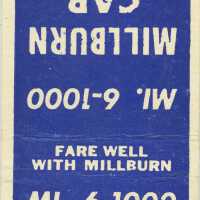 CAB
MILLBURN
MI. 6-1000
FARE WELL
WITH MILLBURN
MI. 6-1000